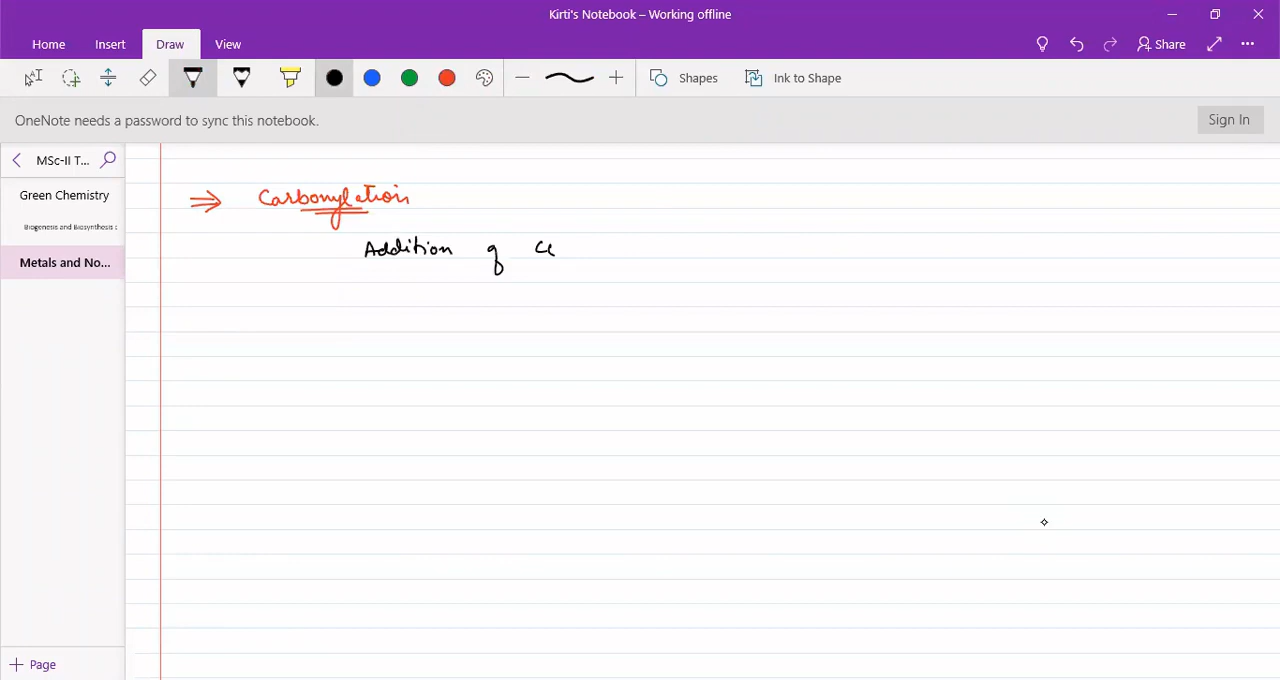 Kirti's Notebook – Working offline
Home Insert Draw View Share
Shapes Ink to Shape
OneNote needs a password to sync this notebook. Sign In
MSc-II T...
Green Chemistry
Biogenesis and Biosynthesis
Metals and No...
⇒ Carbonylation
Addition of
+ Page